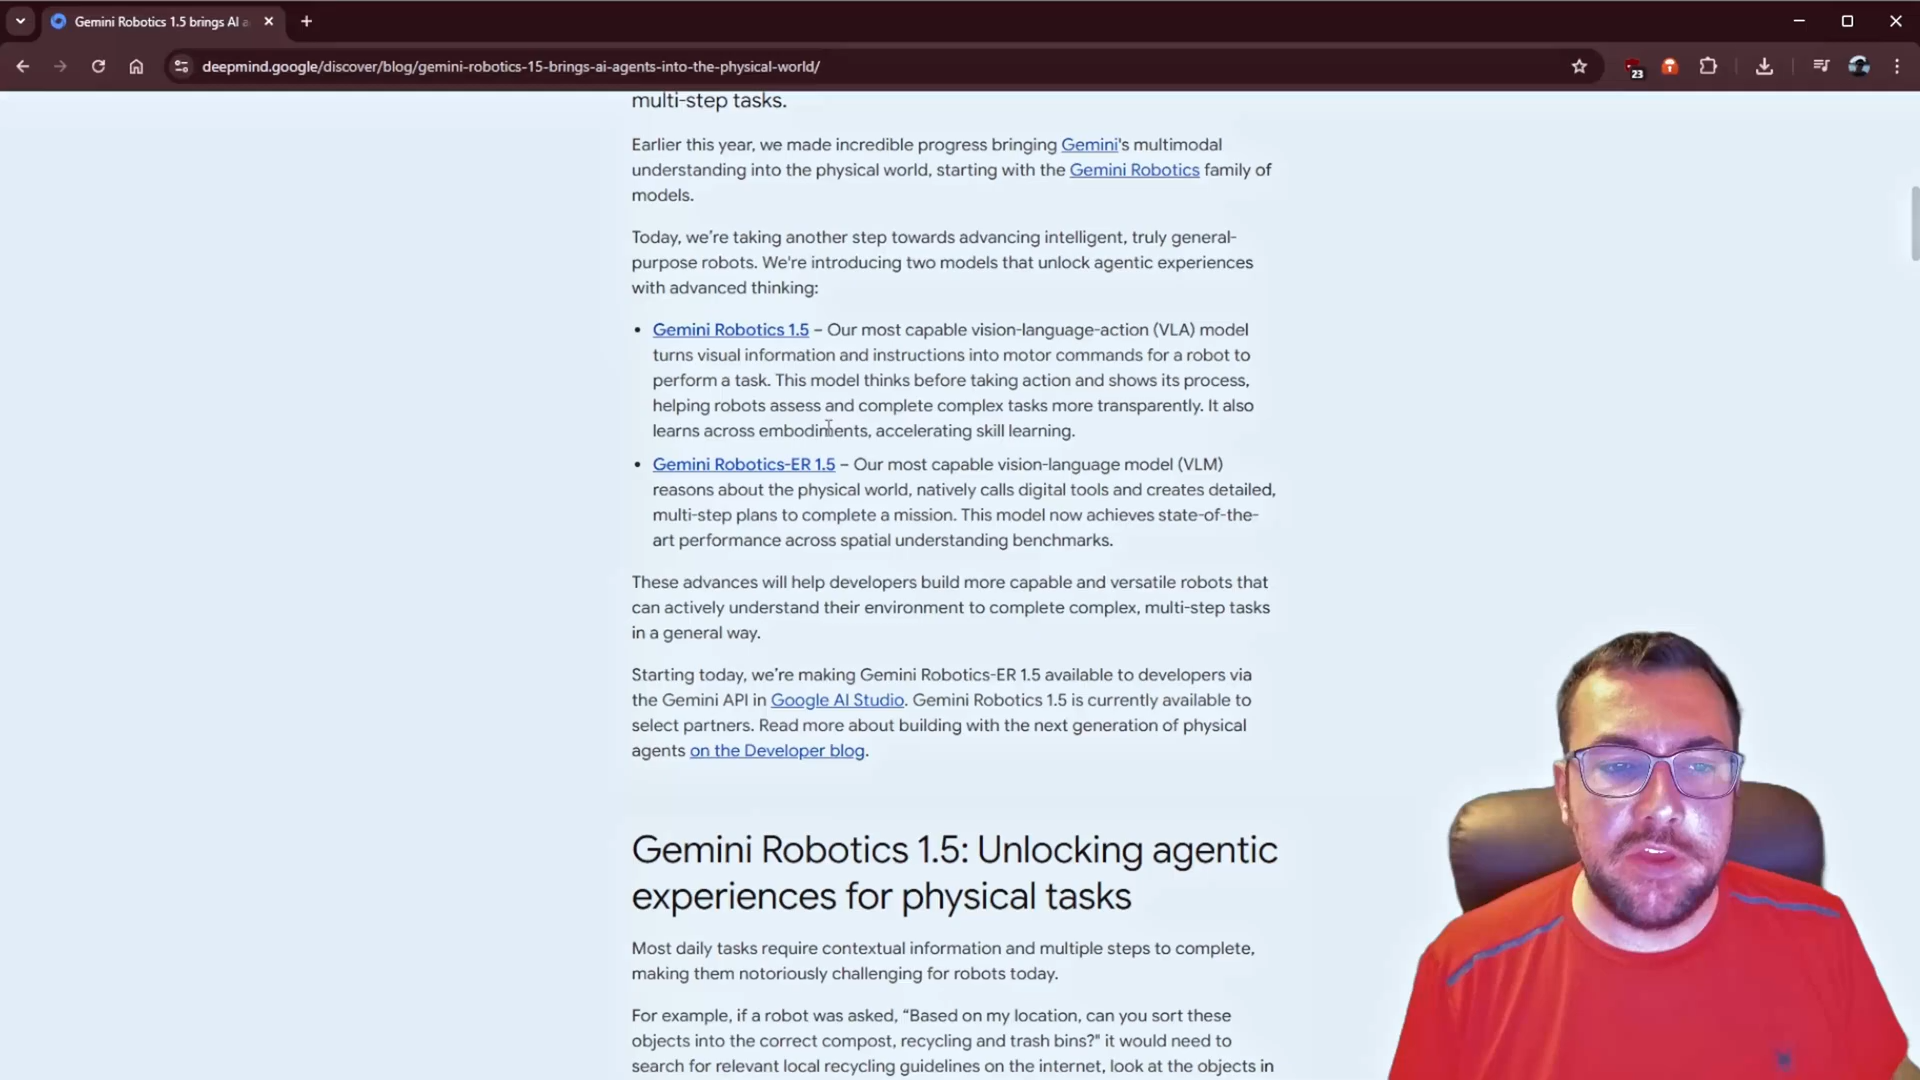 Gemini Robotics 1.5 brings AI a
deepmind.google/discover/blog/gemini-robotics-15-brings-ai-agents-into-the-physical-world/
23
multi-step tasks.
Earlier this year, we made incredible progress bringing Gemini's multimodal
understanding into the physical world, starting with the Gemini Robotics family of
models.
Today, we're taking another step towards advancing intelligent, truly general-
purpose robots. We're introducing two models that unlock agentic experiences
with advanced thinking:
• Gemini Robotics 1.5 – Our most capable vision-language-action (VLA) model
turns visual information and instructions into motor commands for a robot to
perform a task. This model thinks before taking action and shows its process,
helping robots assess and complete complex tasks more transparently. It also
learns across embodiments, accelerating skill learning.
• Gemini Robotics-ER 1.5 – Our most capable vision-language model (VLM)
reasons about the physical world, natively calls digital tools and creates detailed,
multi-step plans to complete a mission. This model now achieves state-of-the-
art performance across spatial understanding benchmarks.
These advances will help developers build more capable and versatile robots that
can actively understand their environment to complete complex, multi-step tasks
in a general way.
Starting today, we're making Gemini Robotics-ER 1.5 available to developers via
the Gemini API in Google AI Studio. Gemini Robotics 1.5 is currently available to
select partners. Read more about building with the next generation of physical
agents on the Developer blog.
Gemini Robotics 1.5: Unlocking agentic
experiences for physical tasks
Most daily tasks require contextual information and multiple steps to complete,
making them notoriously challenging for robots today.
For example, if a robot was asked, “Based on my location, can you sort these
objects into the correct compost, recycling and trash bins?" it would need to
search for relevant local recycling guidelines on the internet, look at the objects in